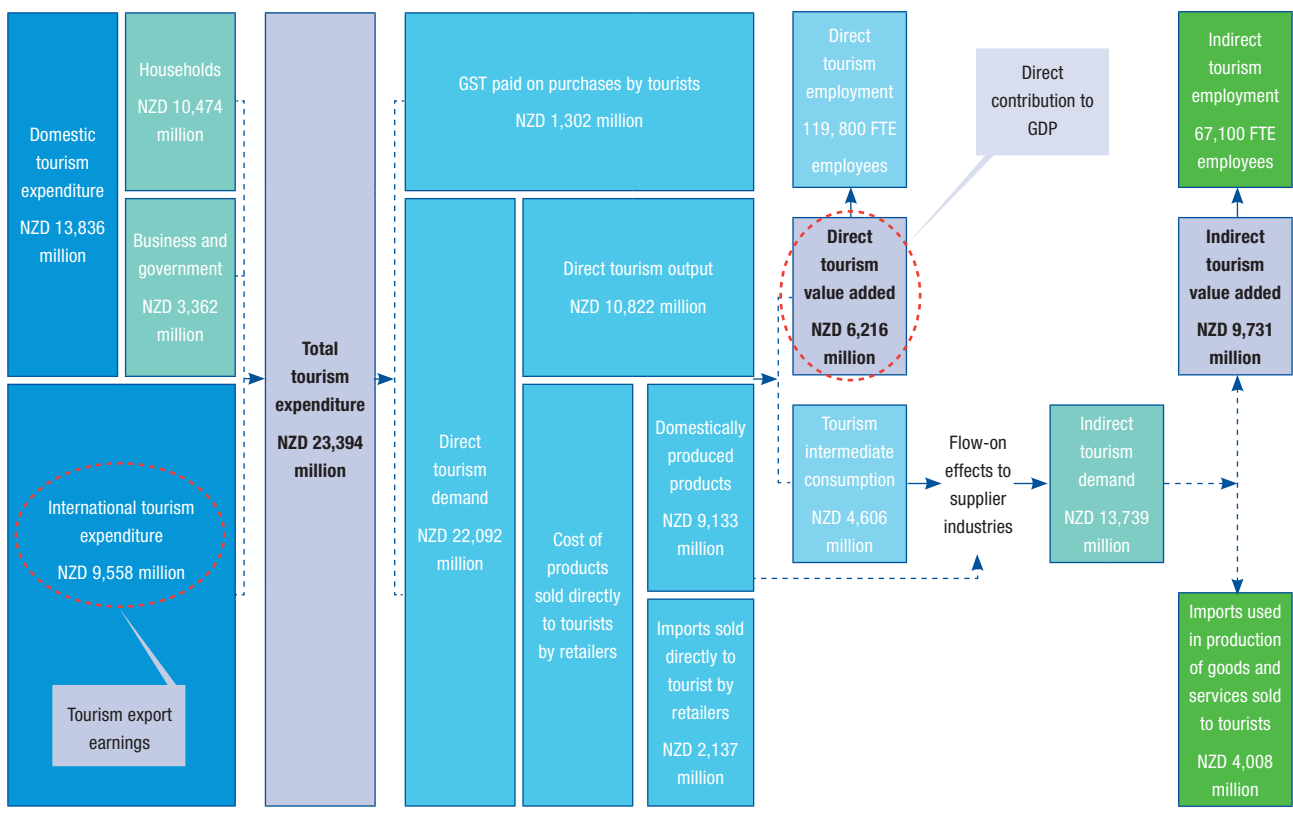 Domestic
tourism
expenditure
NZD 13,836
million
Households
NZD 10,474
million
Business and
government
NZD 3,362
million
International tourism
expenditure
NZD 9,558 million
Tourism export
earnings
Total
tourism
expenditure
NZD 23,394
million
GST paid on purchases by tourists
NZD 1,302 million
Direct
tourism
demand
NZD 22,092
million
Direct tourism output
NZD 10,822 million
Cost of
products
sold directly
to tourists
by retailers
Domestically
produced
products
NZD 9,133
million
Imports sold
directly to
tourist by
retailers
NZD 2,137
million
Direct
tourism
employment
119, 800 FTE
employees
Direct
contribution to
GDP
Direct
tourism
value added
NZD 6,216
million
Tourism
intermediate
consumption
NZD 4,606
million
Flow-on
effects to
supplier
industries
Indirect
tourism
demand
NZD 13,739
million
Indirect
tourism
employment
67,100 FTE
employees
Indirect
tourism
value added
NZD 9,731
million
Imports used
in production
of goods and
services sold
to tourists
NZD 4,008
million